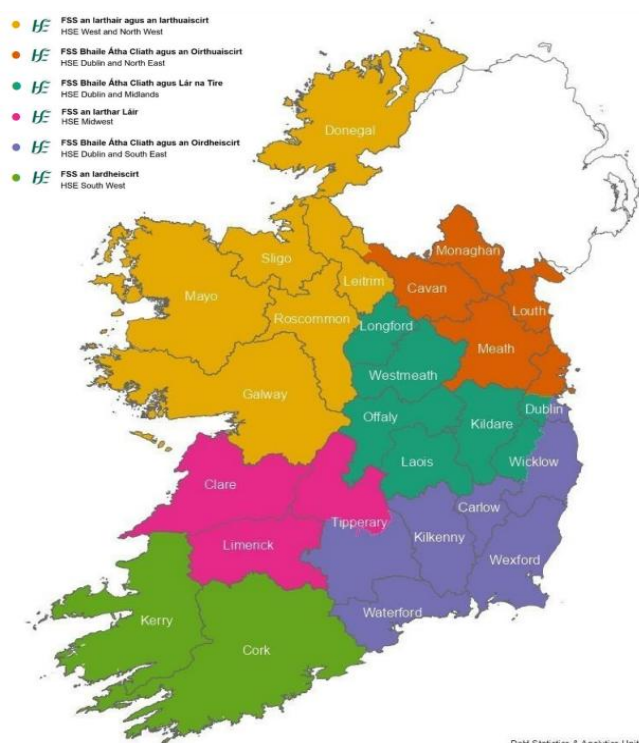 FSS an Iarthair agus an Iarthuaiscirt
HSE West and North West
FSS Bhaile Átha Cliath agus an Oirthuaiscirt
HSE Dublin and North East
FSS Bhaile Átha Cliath agus Lár na Tíre
HSE Dublin and Midlands
FSS an Iarthar Láir
HSE Midwest
FSS Bhaile Átha Cliath agus an Oirdheiscirt
HSE Dublin and South East
FSS an Iardheiscirt
HSE South West
Donegal
Monaghan
Sligo
Leitrim
Cavan
Mayo
Louth
Roscommon
Longford
Meath
Westmeath
Galway
Dublin
Offaly
Kildare
Laois
Wicklow
Clare
Carlow
Tipperary
Kilkenny
Limerick
Wexford
Waterford
Kerry
Cork